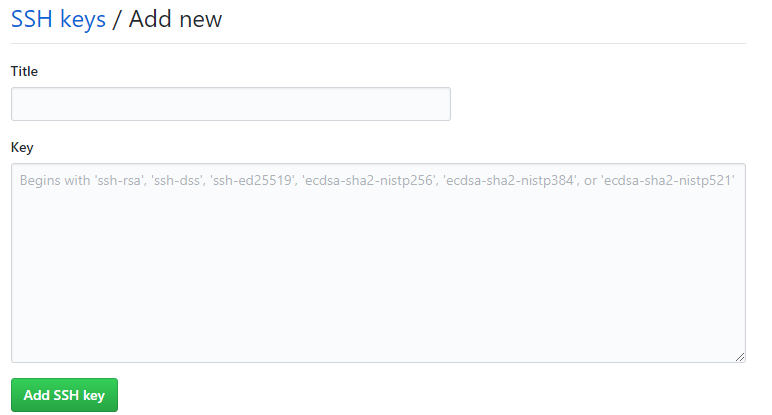 SSH keys / Add new
Title
Key
Begins with 'ssh-rsa', 'ssh-dss', 'ssh-ed25519', 'ecdsa-sha2-nistp256', 'ecdsa-sha2-nistp384', or 'ecdsa-sha2-nistp521'
Add SSH key